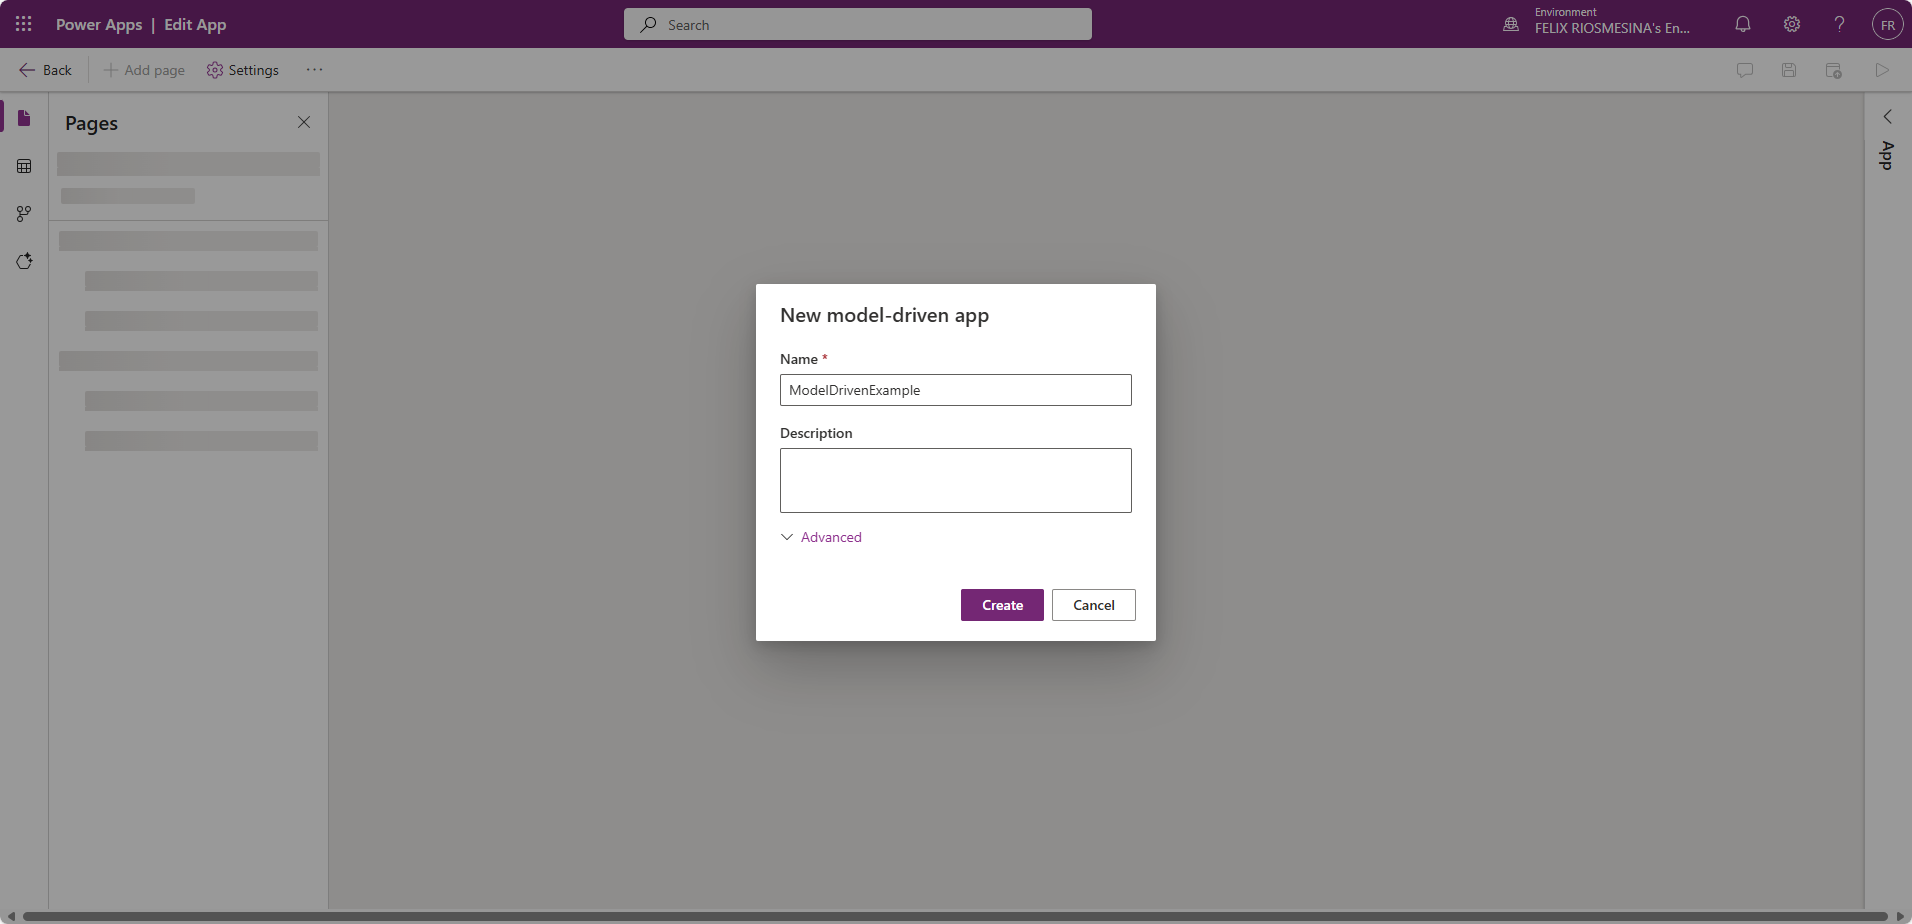 Power Apps | Edit App
Search
Environment
FELIX RIOSMESINA's En...
FR
Back
Add page
Settings
...
Pages
App
New model-driven app
Name *
ModelDrivenExample
Description
Advanced
Create
Cancel